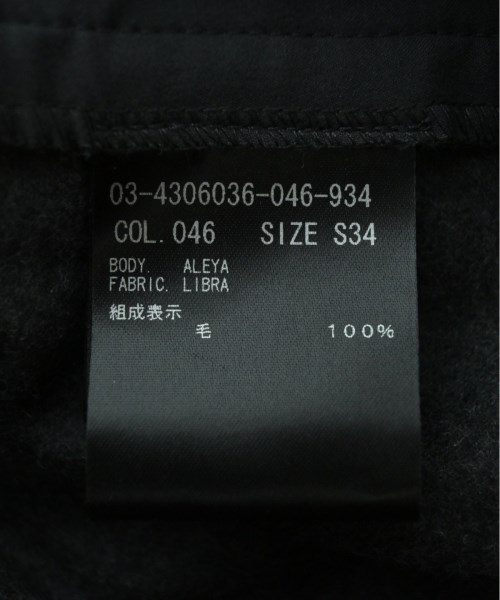 03-4306036-046-934
COL. 046 SIZE S34
BODY. ALEYA
FABRIC. LIBRA
組成表示
毛 100%